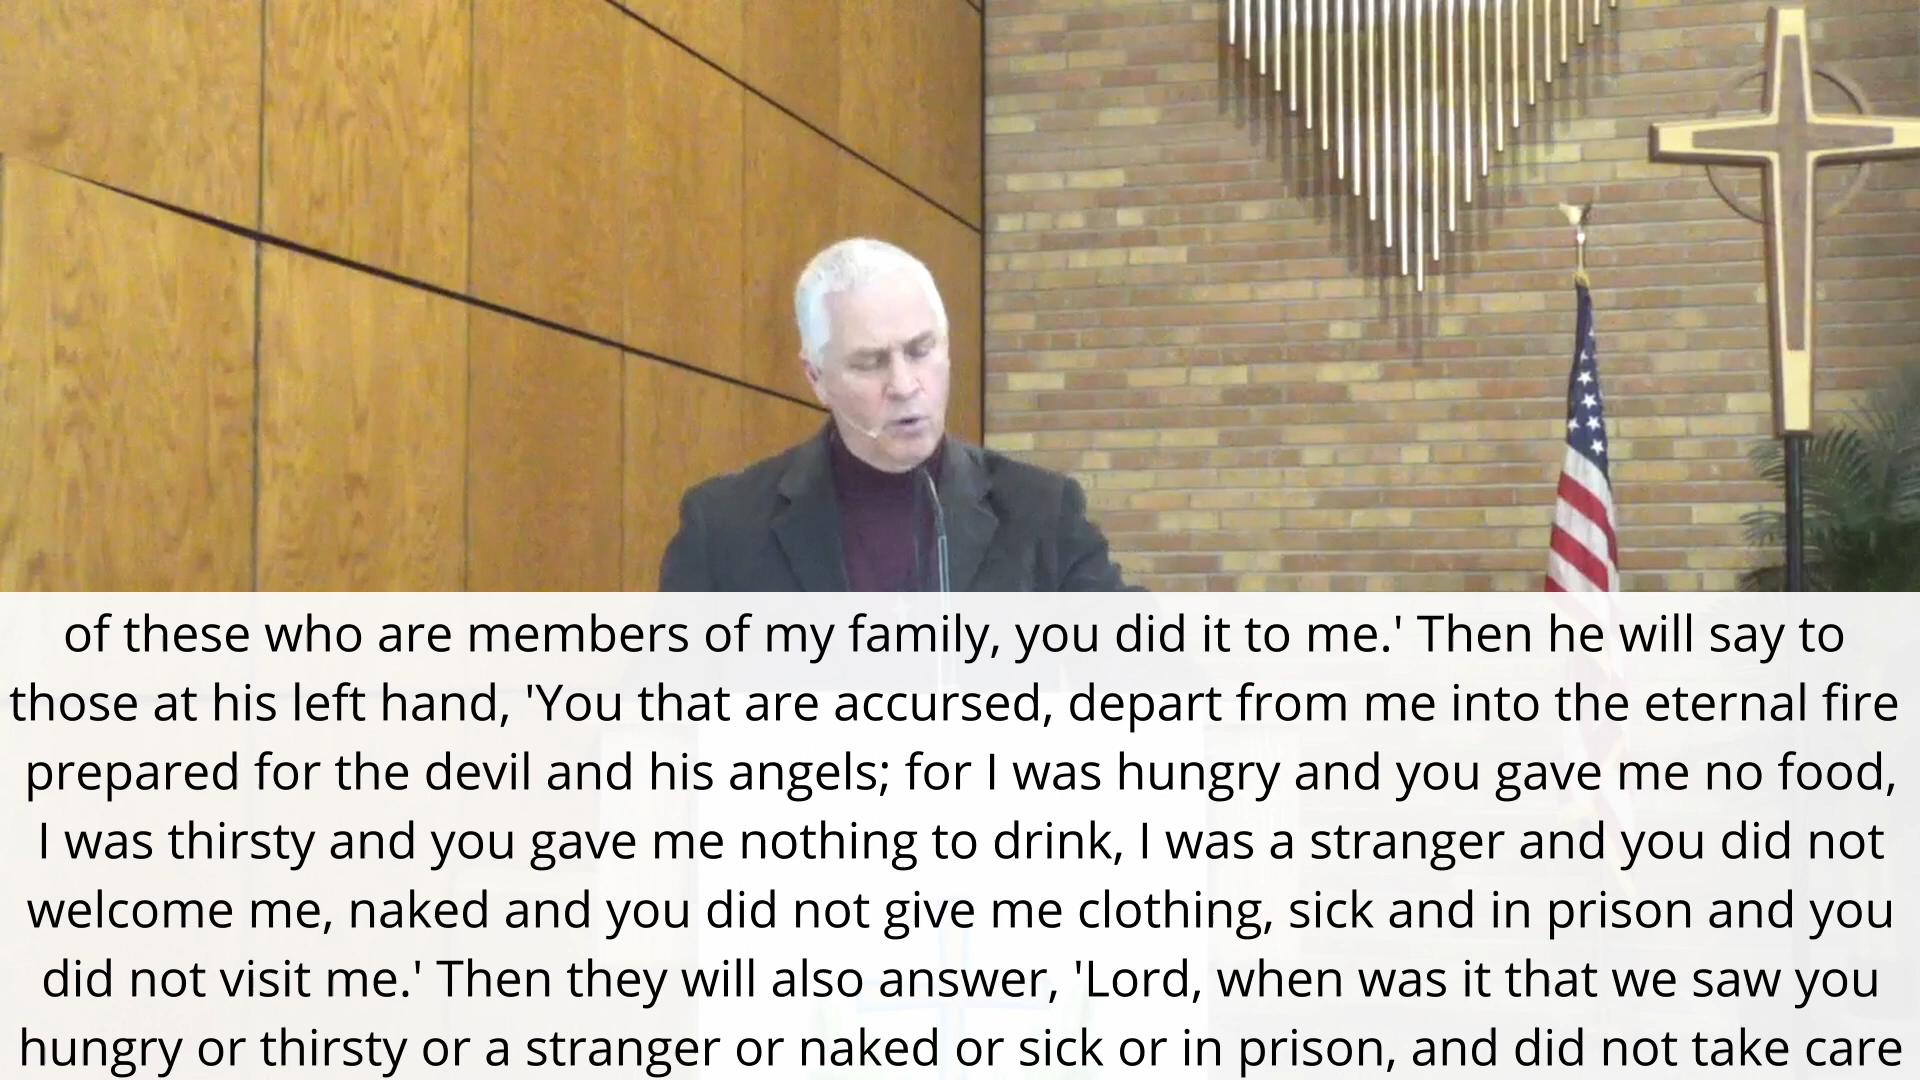 of these who are members of my family, you did it to me.' Then he will say to
those at his left hand, 'You that are accursed, depart from me into the eternal fire
prepared for the devil and his angels; for I was hungry and you gave me no food,
I was thirsty and you gave me nothing to drink, I was a stranger and you did not
welcome me, naked and you did not give me clothing, sick and in prison and you
did not visit me.' Then they will also answer, 'Lord, when was it that we saw you
hungry or thirsty or a stranger or naked or sick or in prison, and did not take care